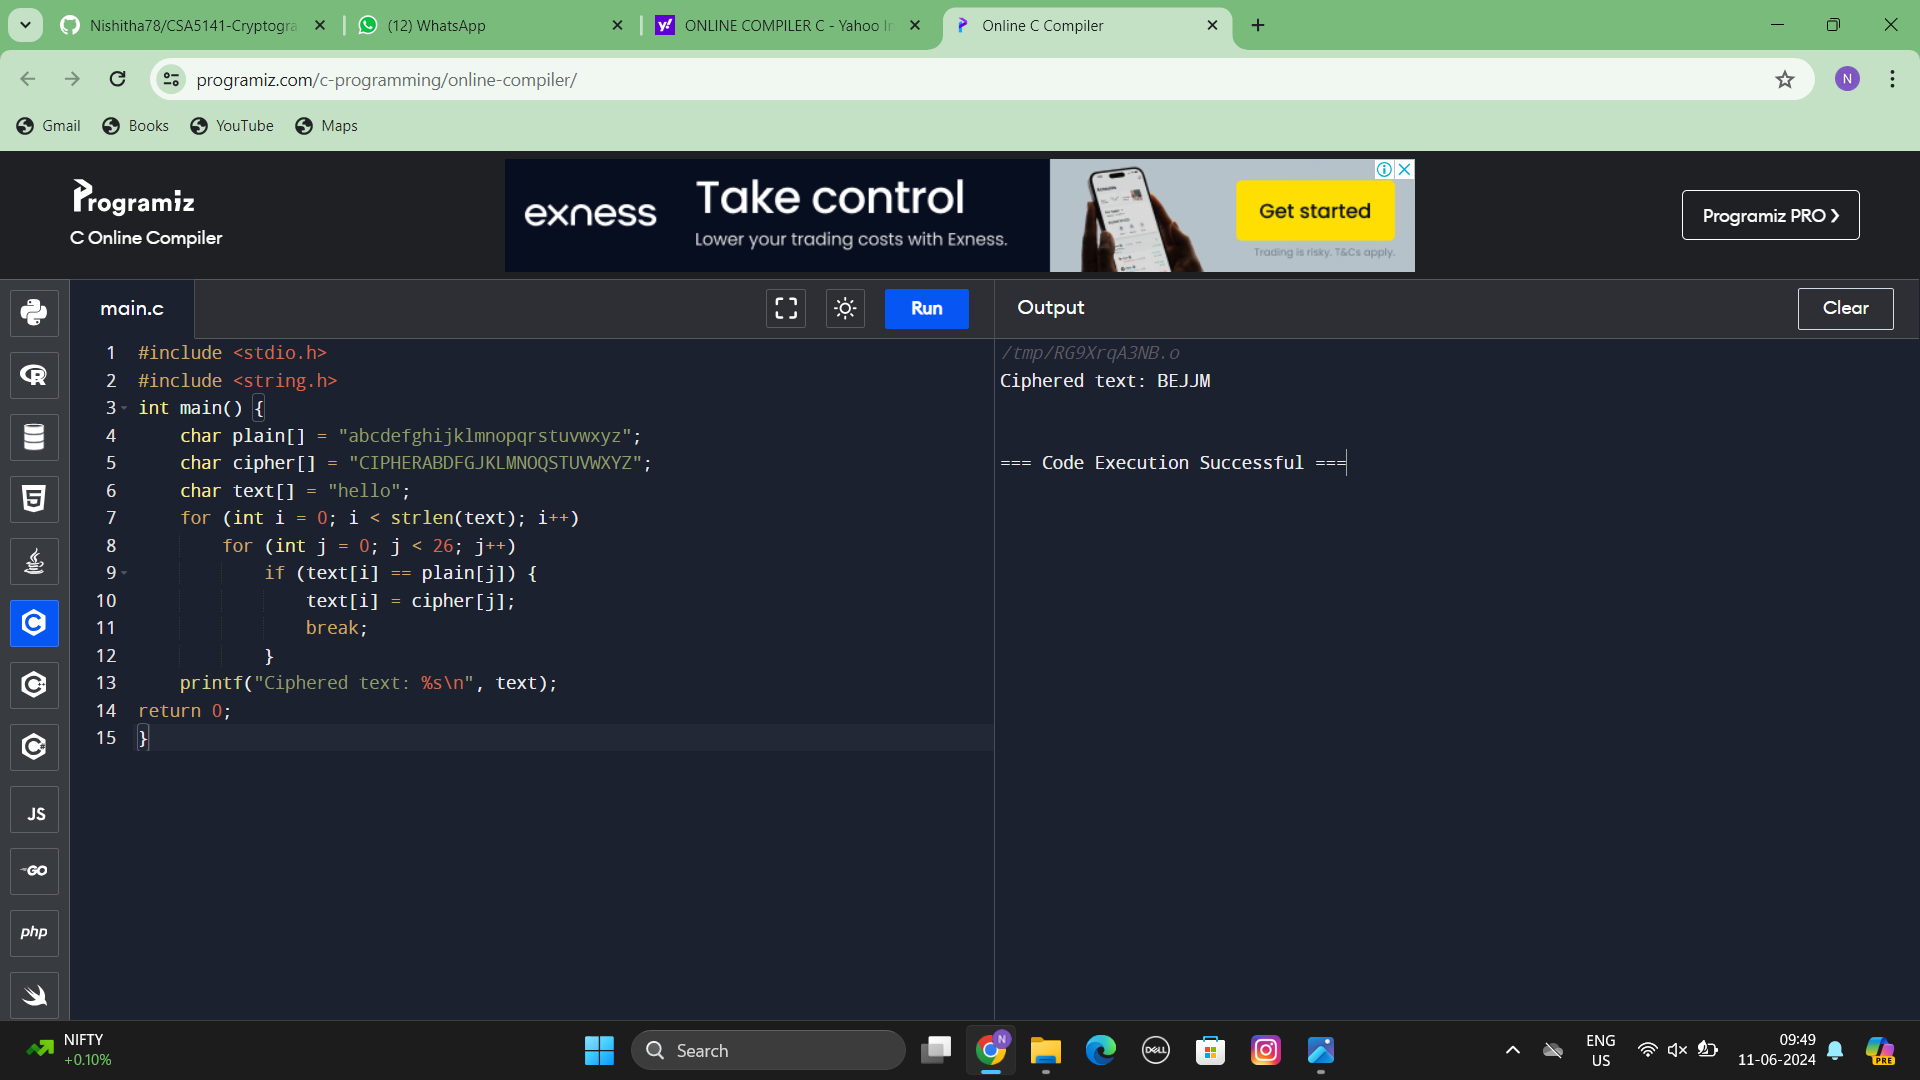 Nishitha78/CSA5141-Cryptogra
(12) WhatsApp
y! ONLINE COMPILER C - Yahoo In
Online C Compiler
programiz.com/c-programming/online-compiler/
N
Gmail
Books
YouTube
Maps
Programiz
C Online Compiler
exness
Take control
Lower your trading costs with Exness.
Get started
Trading is risky. T&Cs apply.
Programiz PRO
main.c
Run
Output
Clear
1 #include <stdio.h>
2 #include <string.h>
3 int main() {
4 char plain[] = "abcdefghijklmnopqrstuvwxyz";
5 char cipher[] = "CIPHERABDFGJKLMNOQSTUVWXYZ";
6 char text[] = "hello";
7 for (int i = 0; i < strlen(text); i++)
8 for (int j = 0; j < 26; j++)
9 if (text[i] == plain[j]) {
10 text[i] = cipher[j];
11 break;
12 }
13 printf("Ciphered text: %s\n", text);
14 return 0;
15 }
/tmp/RG9XrqA3NB.o
Ciphered text: BEJJM
=== Code Execution Successful ===
R
5
C
C
C
JS
GO
php
NIFTY
+0.10%
Search
N
DELL
ENG
US
09:49
11-06-2024
PRE